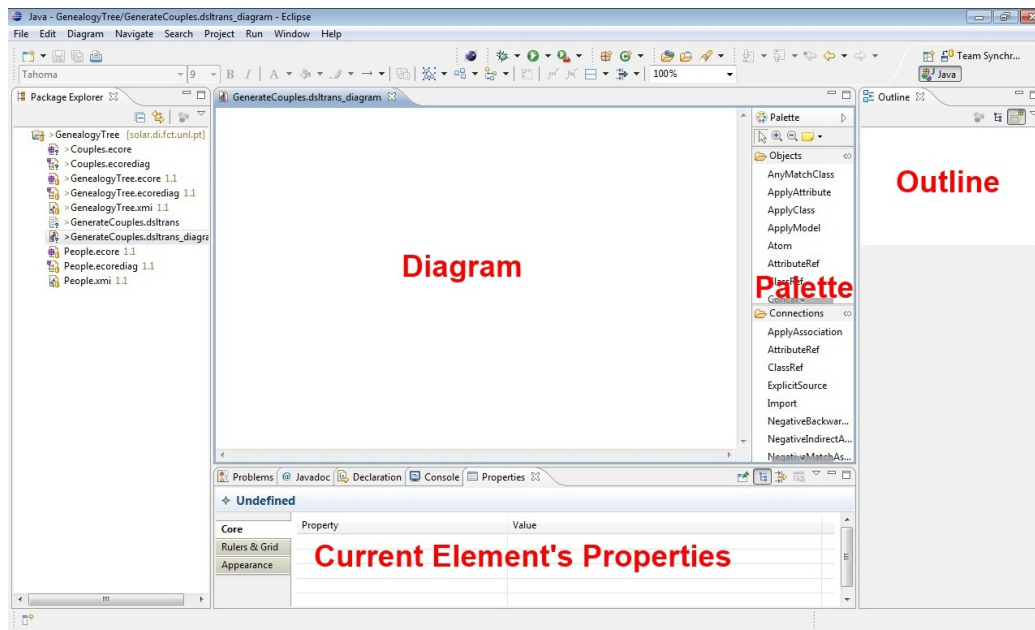 Java - GenealogyTree/GenerateCouples.dsltrans_diagram - Eclipse
File Edit Diagram Navigate Search Project Run Window Help
Team Synchr...
Tahoma 9 B I A 100% Java
Package Explorer
GenerateCouples.dsltrans_diagram
Outline
Palette
> GenealogyTree [solar.di.fct.unl.pt]
> Couples.ecore
> Couples.ecorediag
> GenealogyTree.ecore 1.1
> GenealogyTree.ecorediag 1.1
> GenealogyTree.xmi 1.1
> GenerateCouples.dsltrans
> GenerateCouples.dsltrans_diagra
People.ecore 1.1
People.ecorediag 1.1
People.xmi 1.1
Diagram
Objects
AnyMatchClass
ApplyAttribute
ApplyClass
ApplyModel
Atom
AttributeRef
ClassRef
Palette
Concat
Connections
ApplyAssociation
AttributeRef
ClassRef
ExplicitSource
Import
NegativeBackwar...
NegativeIndirectA...
NegativeMatchAs...
Outline
Problems @ Javadoc Declaration Console Properties
Undefined
Core
Rulers & Grid
Appearance
Property Value
Current Element's Properties